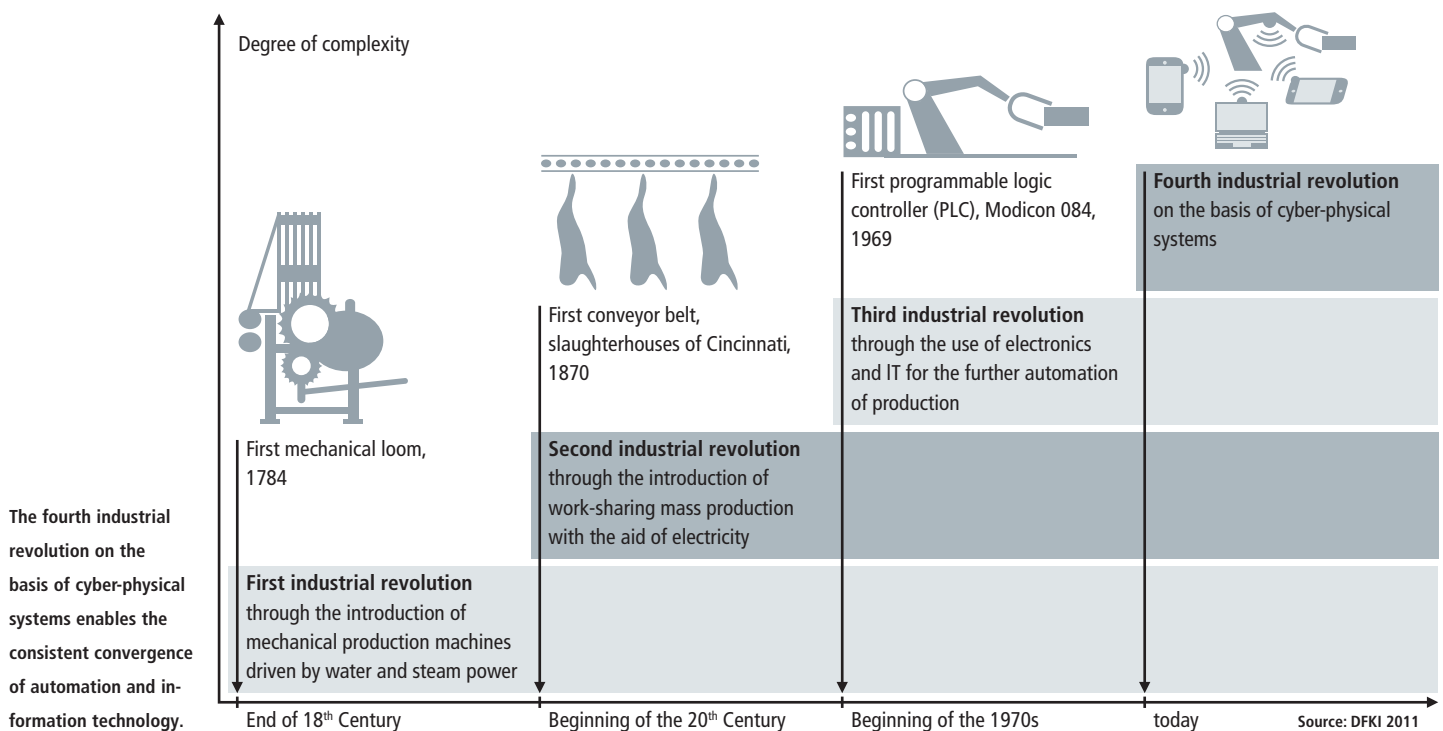 Degree of complexity
First programmable logic
controller (PLC), Modicon 084,
1969
Fourth industrial revolution
on the basis of cyber-physical
systems
First conveyor belt,
slaughterhouses of Cincinnati,
1870
Third industrial revolution
through the use of electronics
and IT for the further automation
of production
First mechanical loom,
1784
Second industrial revolution
through the introduction of
work-sharing mass production
with the aid of electricity
The fourth industrial
revolution on the
basis of cyber-physical
systems enables the
consistent convergence
of automation and in-
formation technology.
First industrial revolution
through the introduction of
mechanical production machines
driven by water and steam power
End of 18th Century
Beginning of the 20th Century
Beginning of the 1970s
today
Source: DFKI 2011